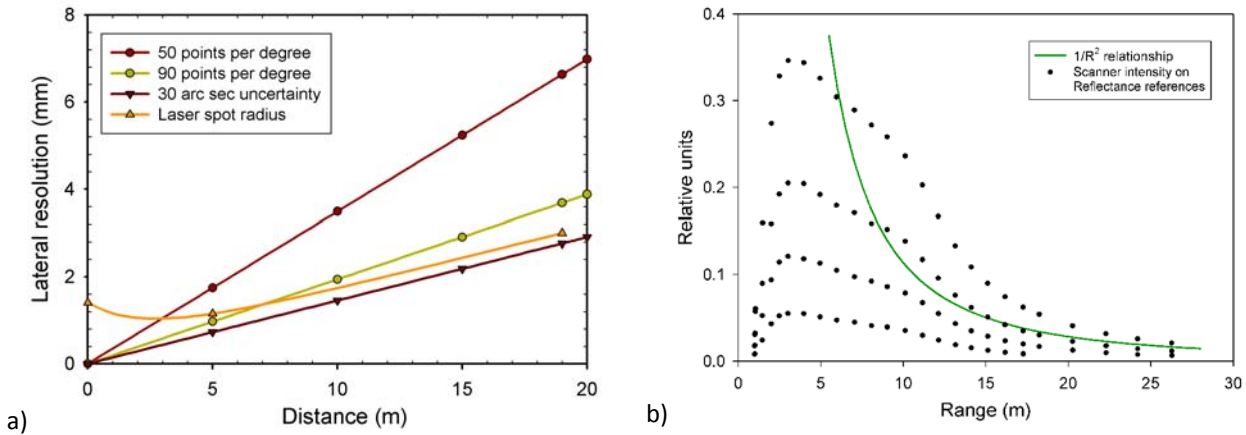 8
6
4
2
0
Lateral resolution (mm)
50 points per degree
90 points per degree
30 arc sec uncertainty
Laser spot radius
0 5 10 15 20
Distance (m)
a)
0.4
0.3
0.2
0.1
0.0
Relative units
1/R² relationship
Scanner intensity on
Reflectance references
0 5 10 15 20 25 30
Range (m)
b)